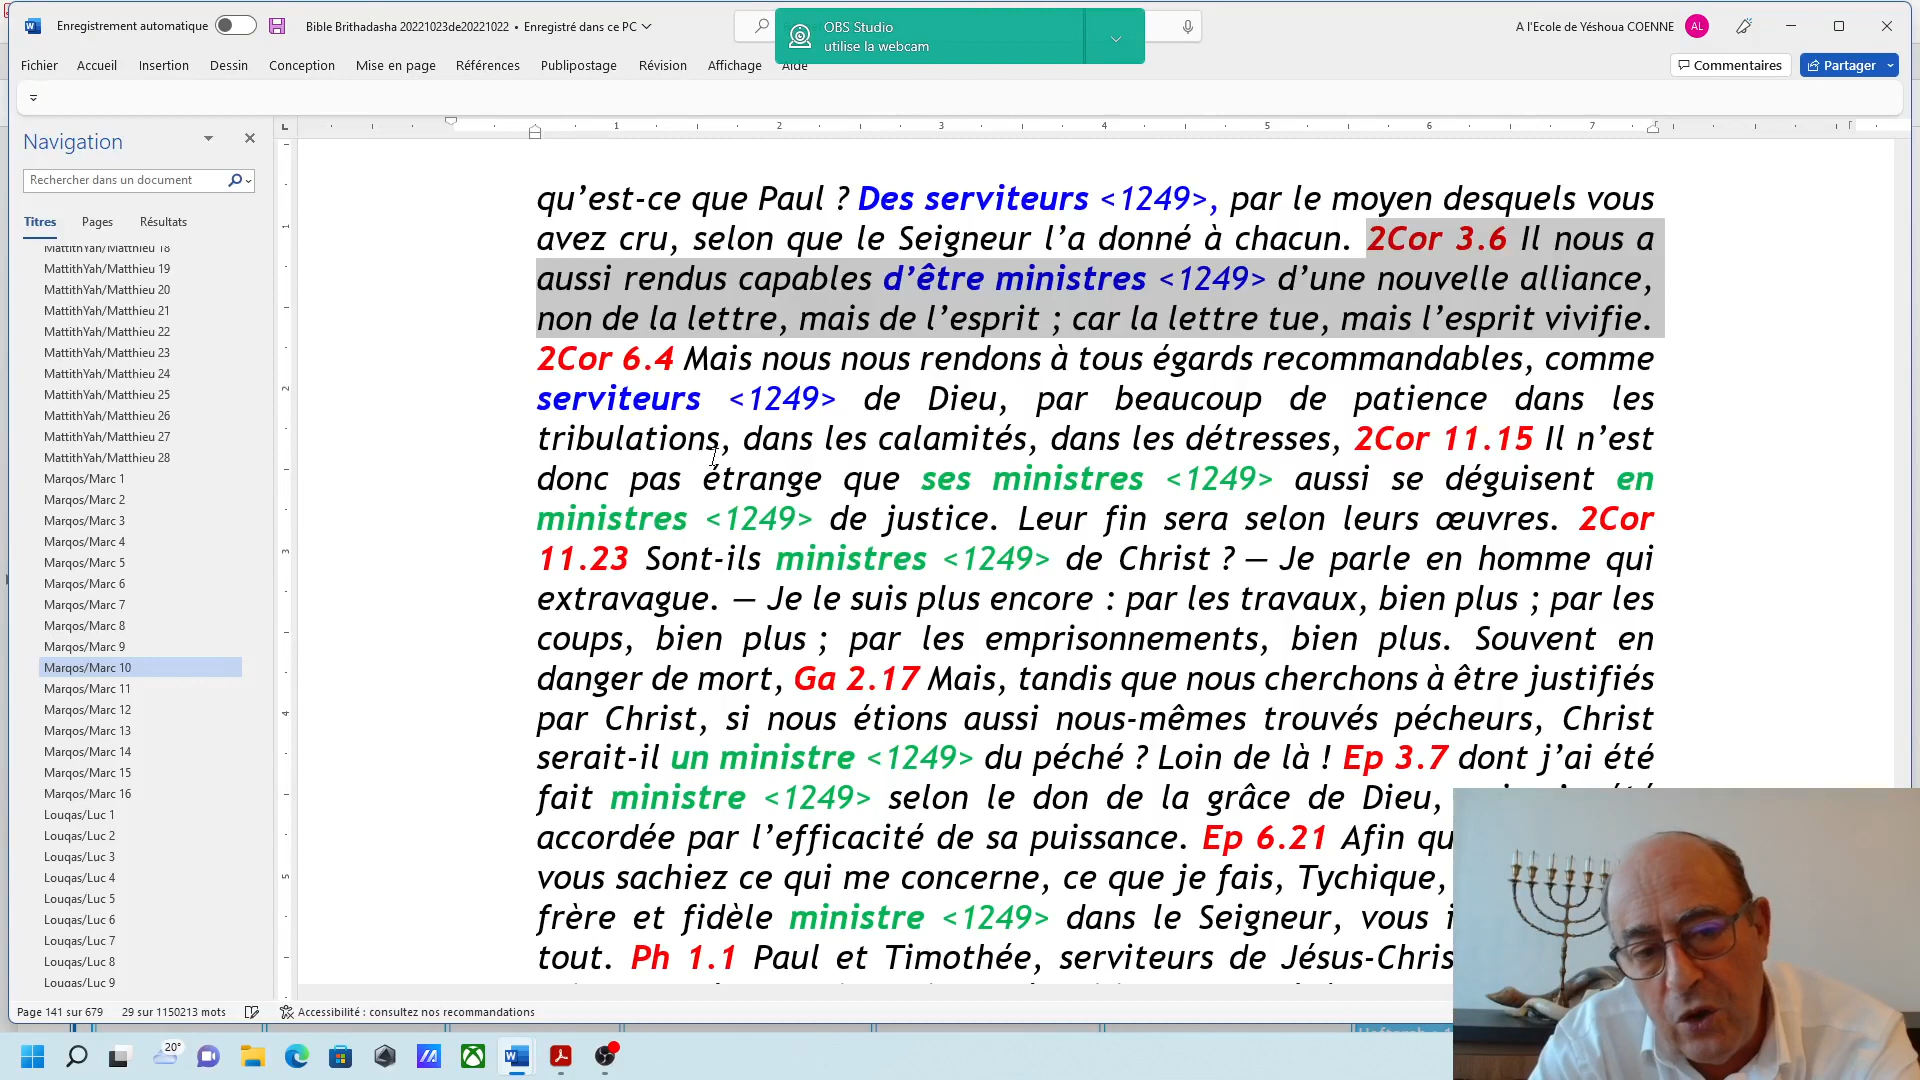 Enregistrement automatique
Bible Brithadasha 20221023de20221022 • Enregistré dans ce PC
OBS Studio
utilise la webcam
A l'Ecole de Yéshoua COENNE
AL
Fichier
Accueil
Insertion
Dessin
Conception
Mise en page
Références
Publipostage
Révision
Affichage
Aide
Commentaires
Partager
Navigation
Rechercher dans un document
Titres
Pages
Résultats
MattithYah/Matthieu 18
MattithYah/Matthieu 19
MattithYah/Matthieu 20
MattithYah/Matthieu 21
MattithYah/Matthieu 22
MattithYah/Matthieu 23
MattithYah/Matthieu 24
MattithYah/Matthieu 25
MattithYah/Matthieu 26
MattithYah/Matthieu 27
MattithYah/Matthieu 28
Marqos/Marc 1
Marqos/Marc 2
Marqos/Marc 3
Marqos/Marc 4
Marqos/Marc 5
Marqos/Marc 6
Marqos/Marc 7
Marqos/Marc 8
Marqos/Marc 9
Marqos/Marc 10
Marqos/Marc 11
Marqos/Marc 12
Marqos/Marc 13
Marqos/Marc 14
Marqos/Marc 15
Marqos/Marc 16
Louqas/Luc 1
Louqas/Luc 2
Louqas/Luc 3
Louqas/Luc 4
Louqas/Luc 5
Louqas/Luc 6
Louqas/Luc 7
Louqas/Luc 8
Louqas/Luc 9
1 2 3 4 5 6 7
1
2
3
4
5
qu'est-ce que Paul ? Des serviteurs <1249>, par le moyen desquels vous
avez cru, selon que le Seigneur l'a donné à chacun. 2Cor 3.6 Il nous a
aussi rendus capables d'être ministres <1249> d'une nouvelle alliance,
non de la lettre, mais de l'esprit ; car la lettre tue, mais l'esprit vivifie.
2Cor 6.4 Mais nous nous rendons à tous égards recommandables, comme
serviteurs <1249> de Dieu, par beaucoup de patience dans les
tribulations, dans les calamités, dans les détresses, 2Cor 11.15 Il n'est
donc pas étrange que ses ministres <1249> aussi se déguisent en
ministres <1249> de justice. Leur fin sera selon leurs œuvres. 2Cor
11.23 Sont-ils ministres <1249> de Christ ? — Je parle en homme qui
extravague. — Je le suis plus encore : par les travaux, bien plus ; par les
coups, bien plus ; par les emprisonnements, bien plus. Souvent en
danger de mort, Ga 2.17 Mais, tandis que nous cherchons à être justifiés
par Christ, si nous étions aussi nous-mêmes trouvés pécheurs, Christ
serait-il un ministre <1249> du péché ? Loin de là ! Ep 3.7 dont j'ai été
fait ministre <1249> selon le don de la grâce de Dieu,
accordée par l'efficacité de sa puissance. Ep 6.21 Afin qu
vous sachiez ce qui me concerne, ce que je fais, Tychique,
frère et fidèle ministre <1249> dans le Seigneur, vous i
tout. Ph 1.1 Paul et Timothée, serviteurs de Jésus-Chris
Page 141 sur 679
29 sur 1150213 mots
Accessibilité : consultez nos recommandations
20°